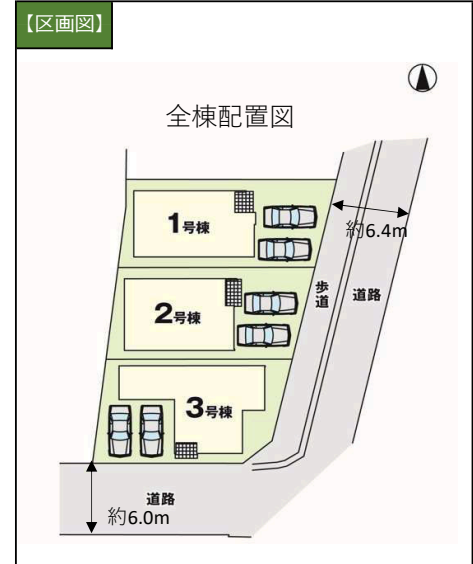 【区画図】
全棟配置図
1号棟
約6.4m
歩道
道路
2号棟
3号棟
道路
約6.0m